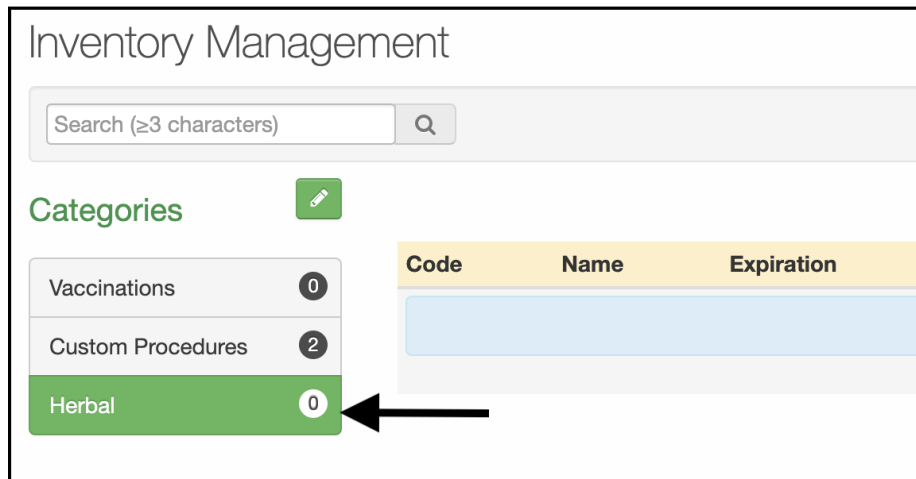 Inventory Management
Search (≥3 characters)
Categories
Code Name Expiration
Vaccinations 0
Custom Procedures 2
Herbal 0